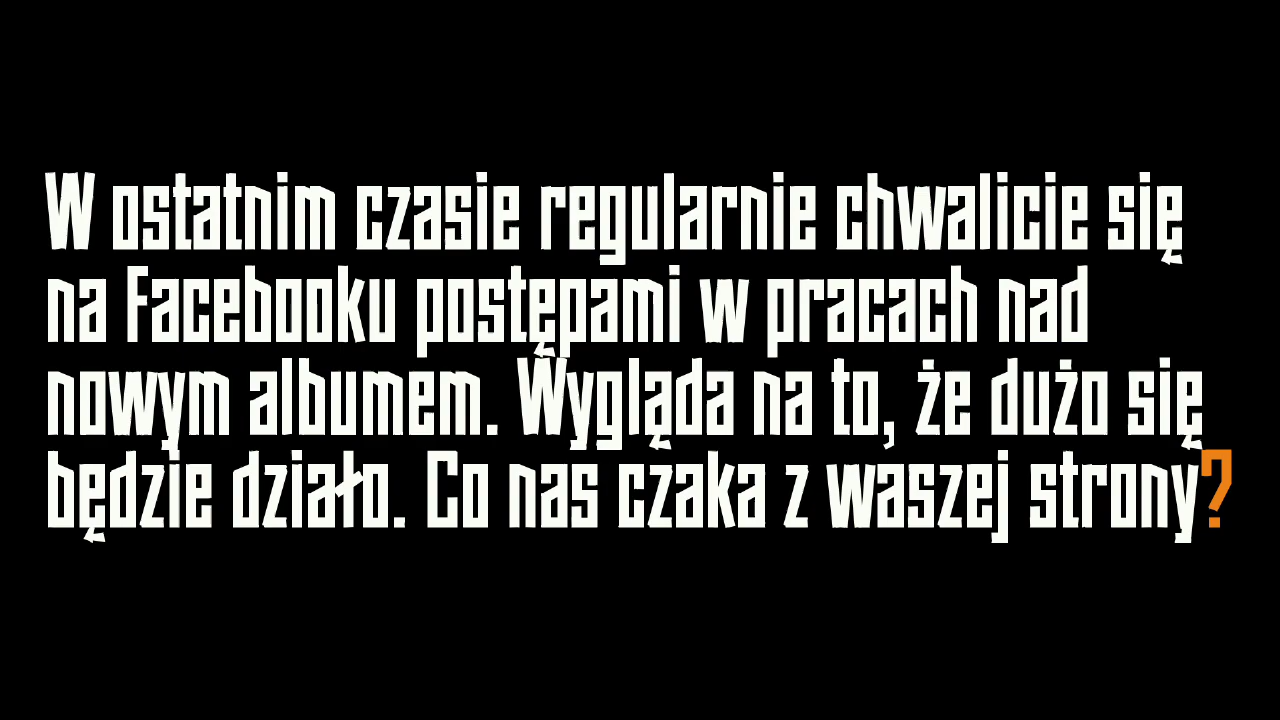 W ostatnim czasie regularnie chwalicie się
na Facebooku postępami w pracach nad
nowym albumem. Wygląda na to, że dużo się
będzie działo. Co nas czaka z waszej strony?